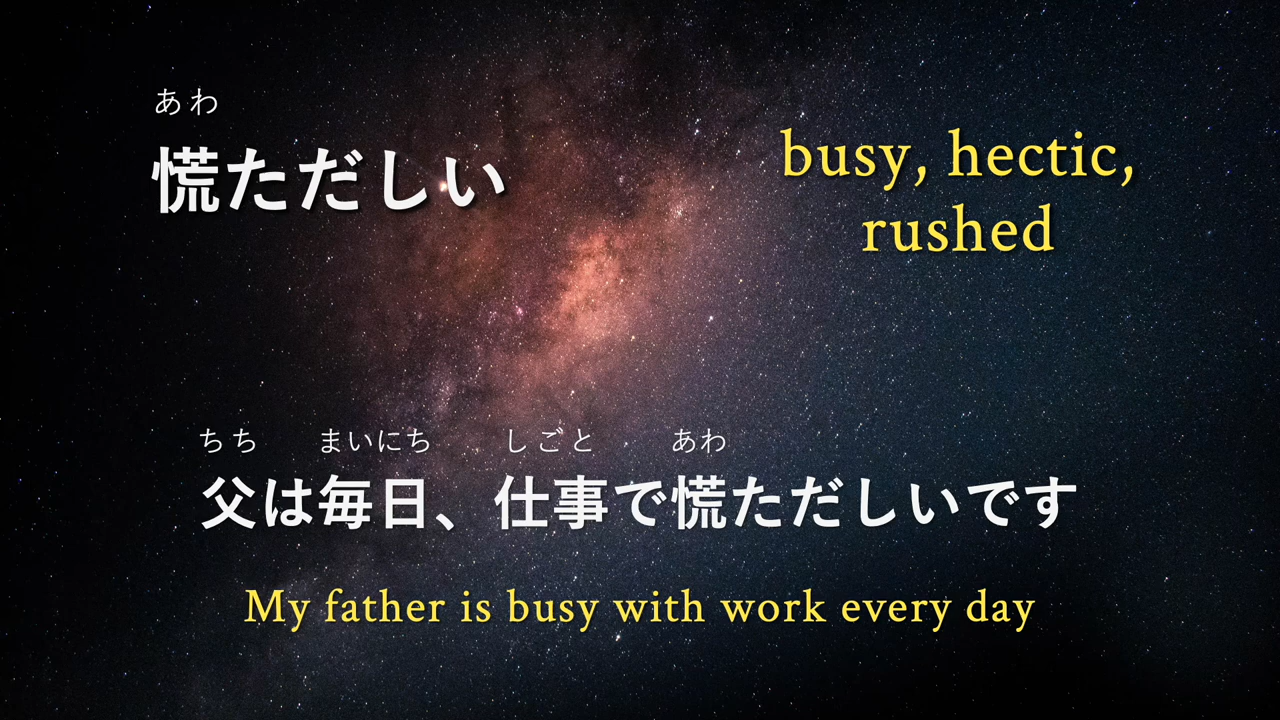 あわ
慌ただしい
busy, hectic,
rushed
ちち まいにち しごと あわ
父は毎日、仕事で慌ただしいです
My father is busy with work every day